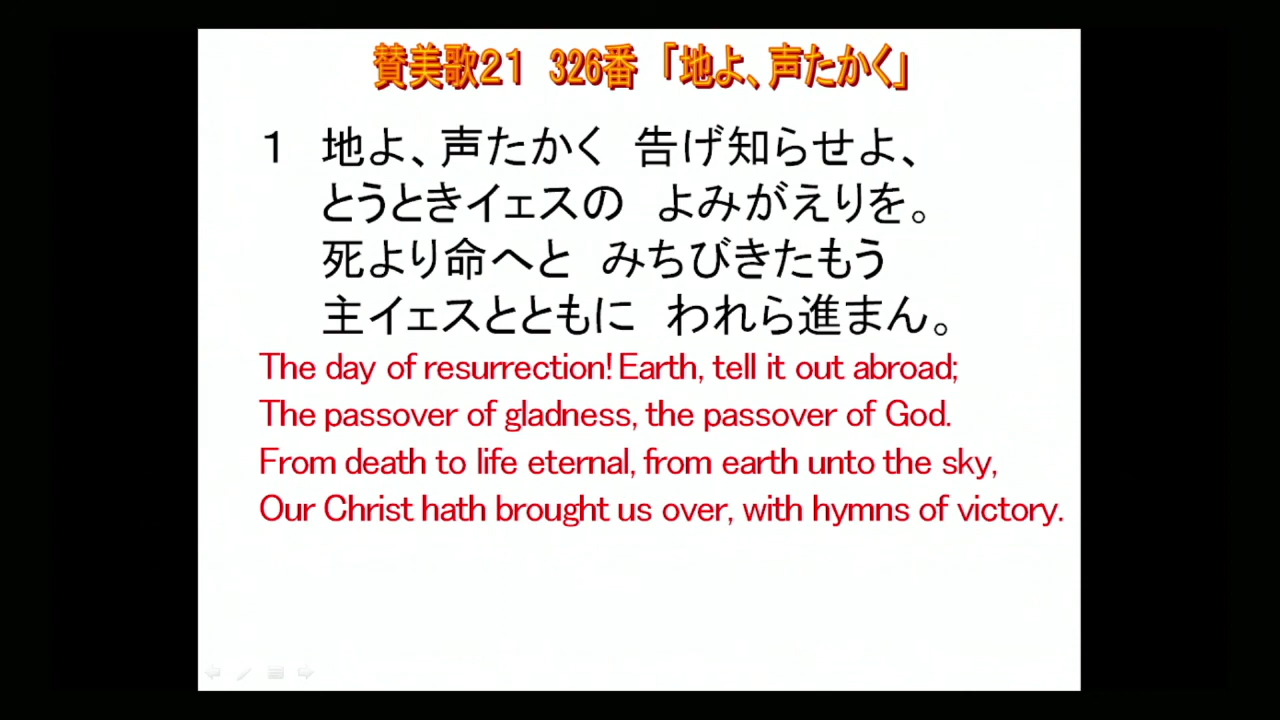 賛美歌２１　326番　「地よ、声たかく」
１　地よ、声たかく　告げ知らせよ、
とうときイェスの　よみがえりを。
死より命へと　みちびきたもう
主イェスとともに　われら進まん。
The day of resurrection! Earth, tell it out abroad;
The passover of gladness, the passover of God.
From death to life eternal, from earth unto the sky,
Our Christ hath brought us over, with hymns of victory.